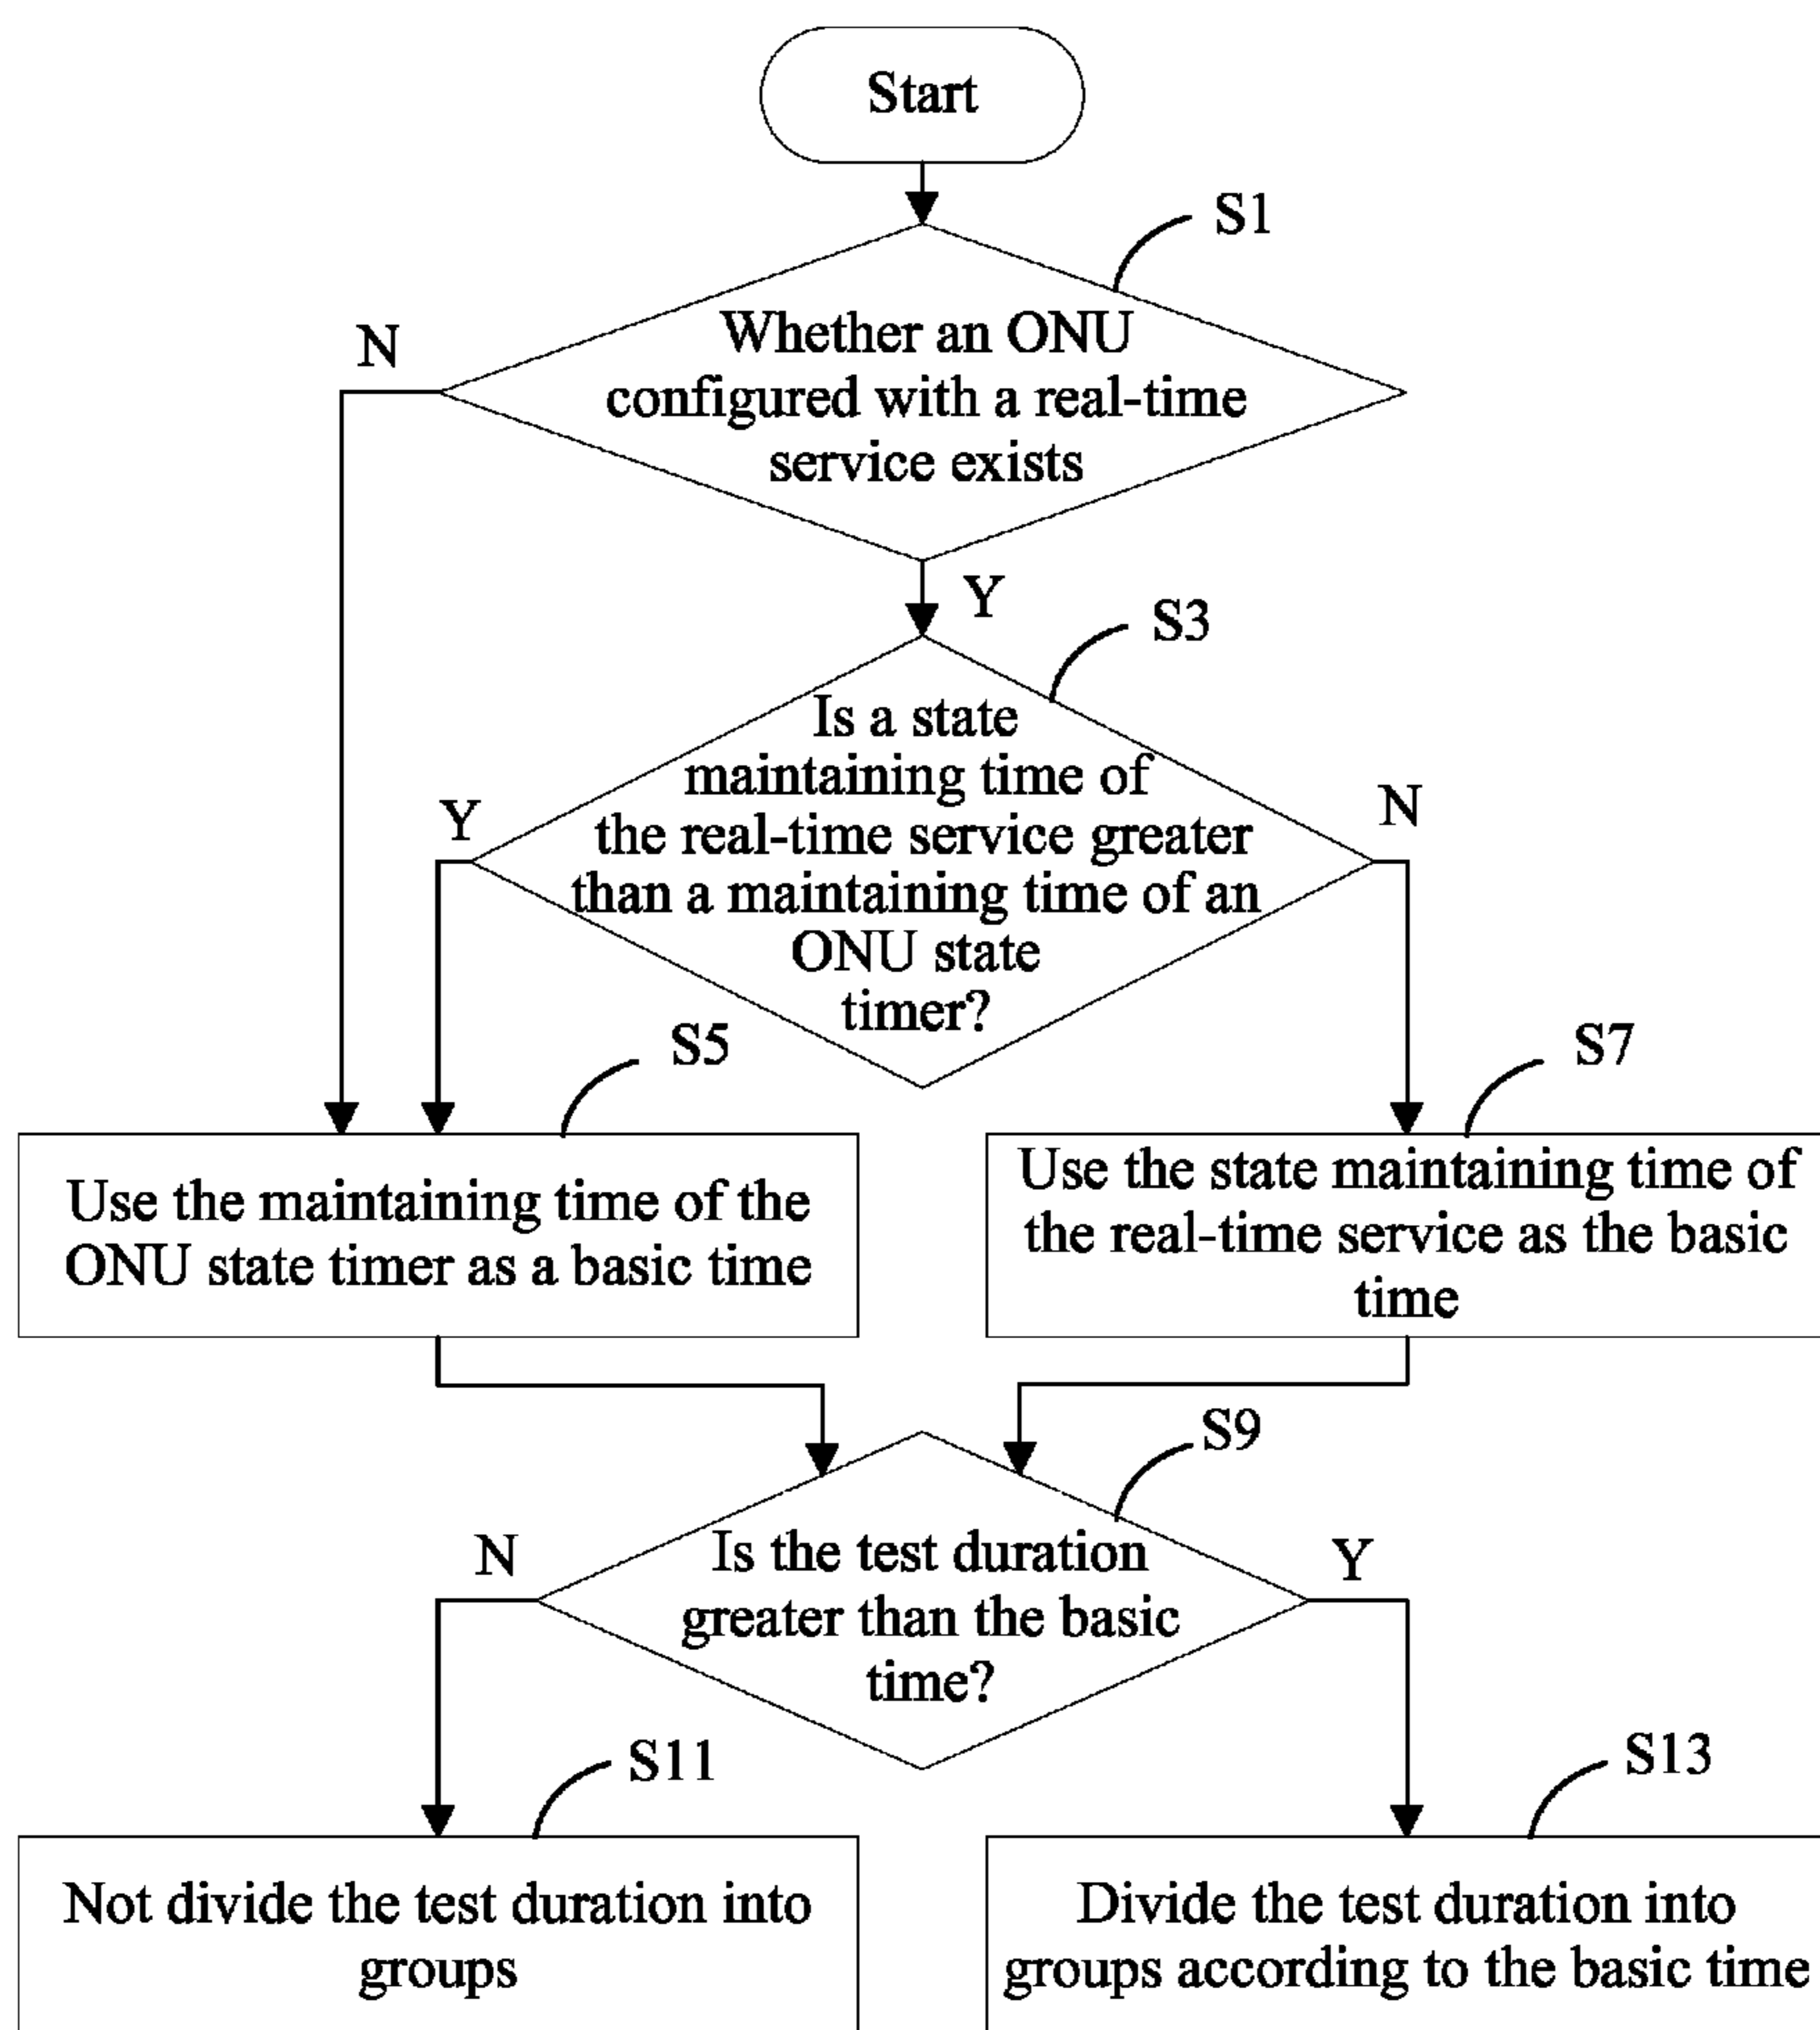 Start
S1
N
Whether an ONU
configured with a real-time
service exists
Y
S3
Is a state
maintaining time of
the real-time service greater
than a maintaining time of an
ONU state
timer?
Y
N
S5
S7
Use the maintaining time of the
ONU state timer as a basic time
Use the state maintaining time of
the real-time service as the basic
time
S9
N
Is the test duration
greater than the basic
time?
Y
S11
S13
Not divide the test duration into
groups
Divide the test duration into
groups according to the basic time